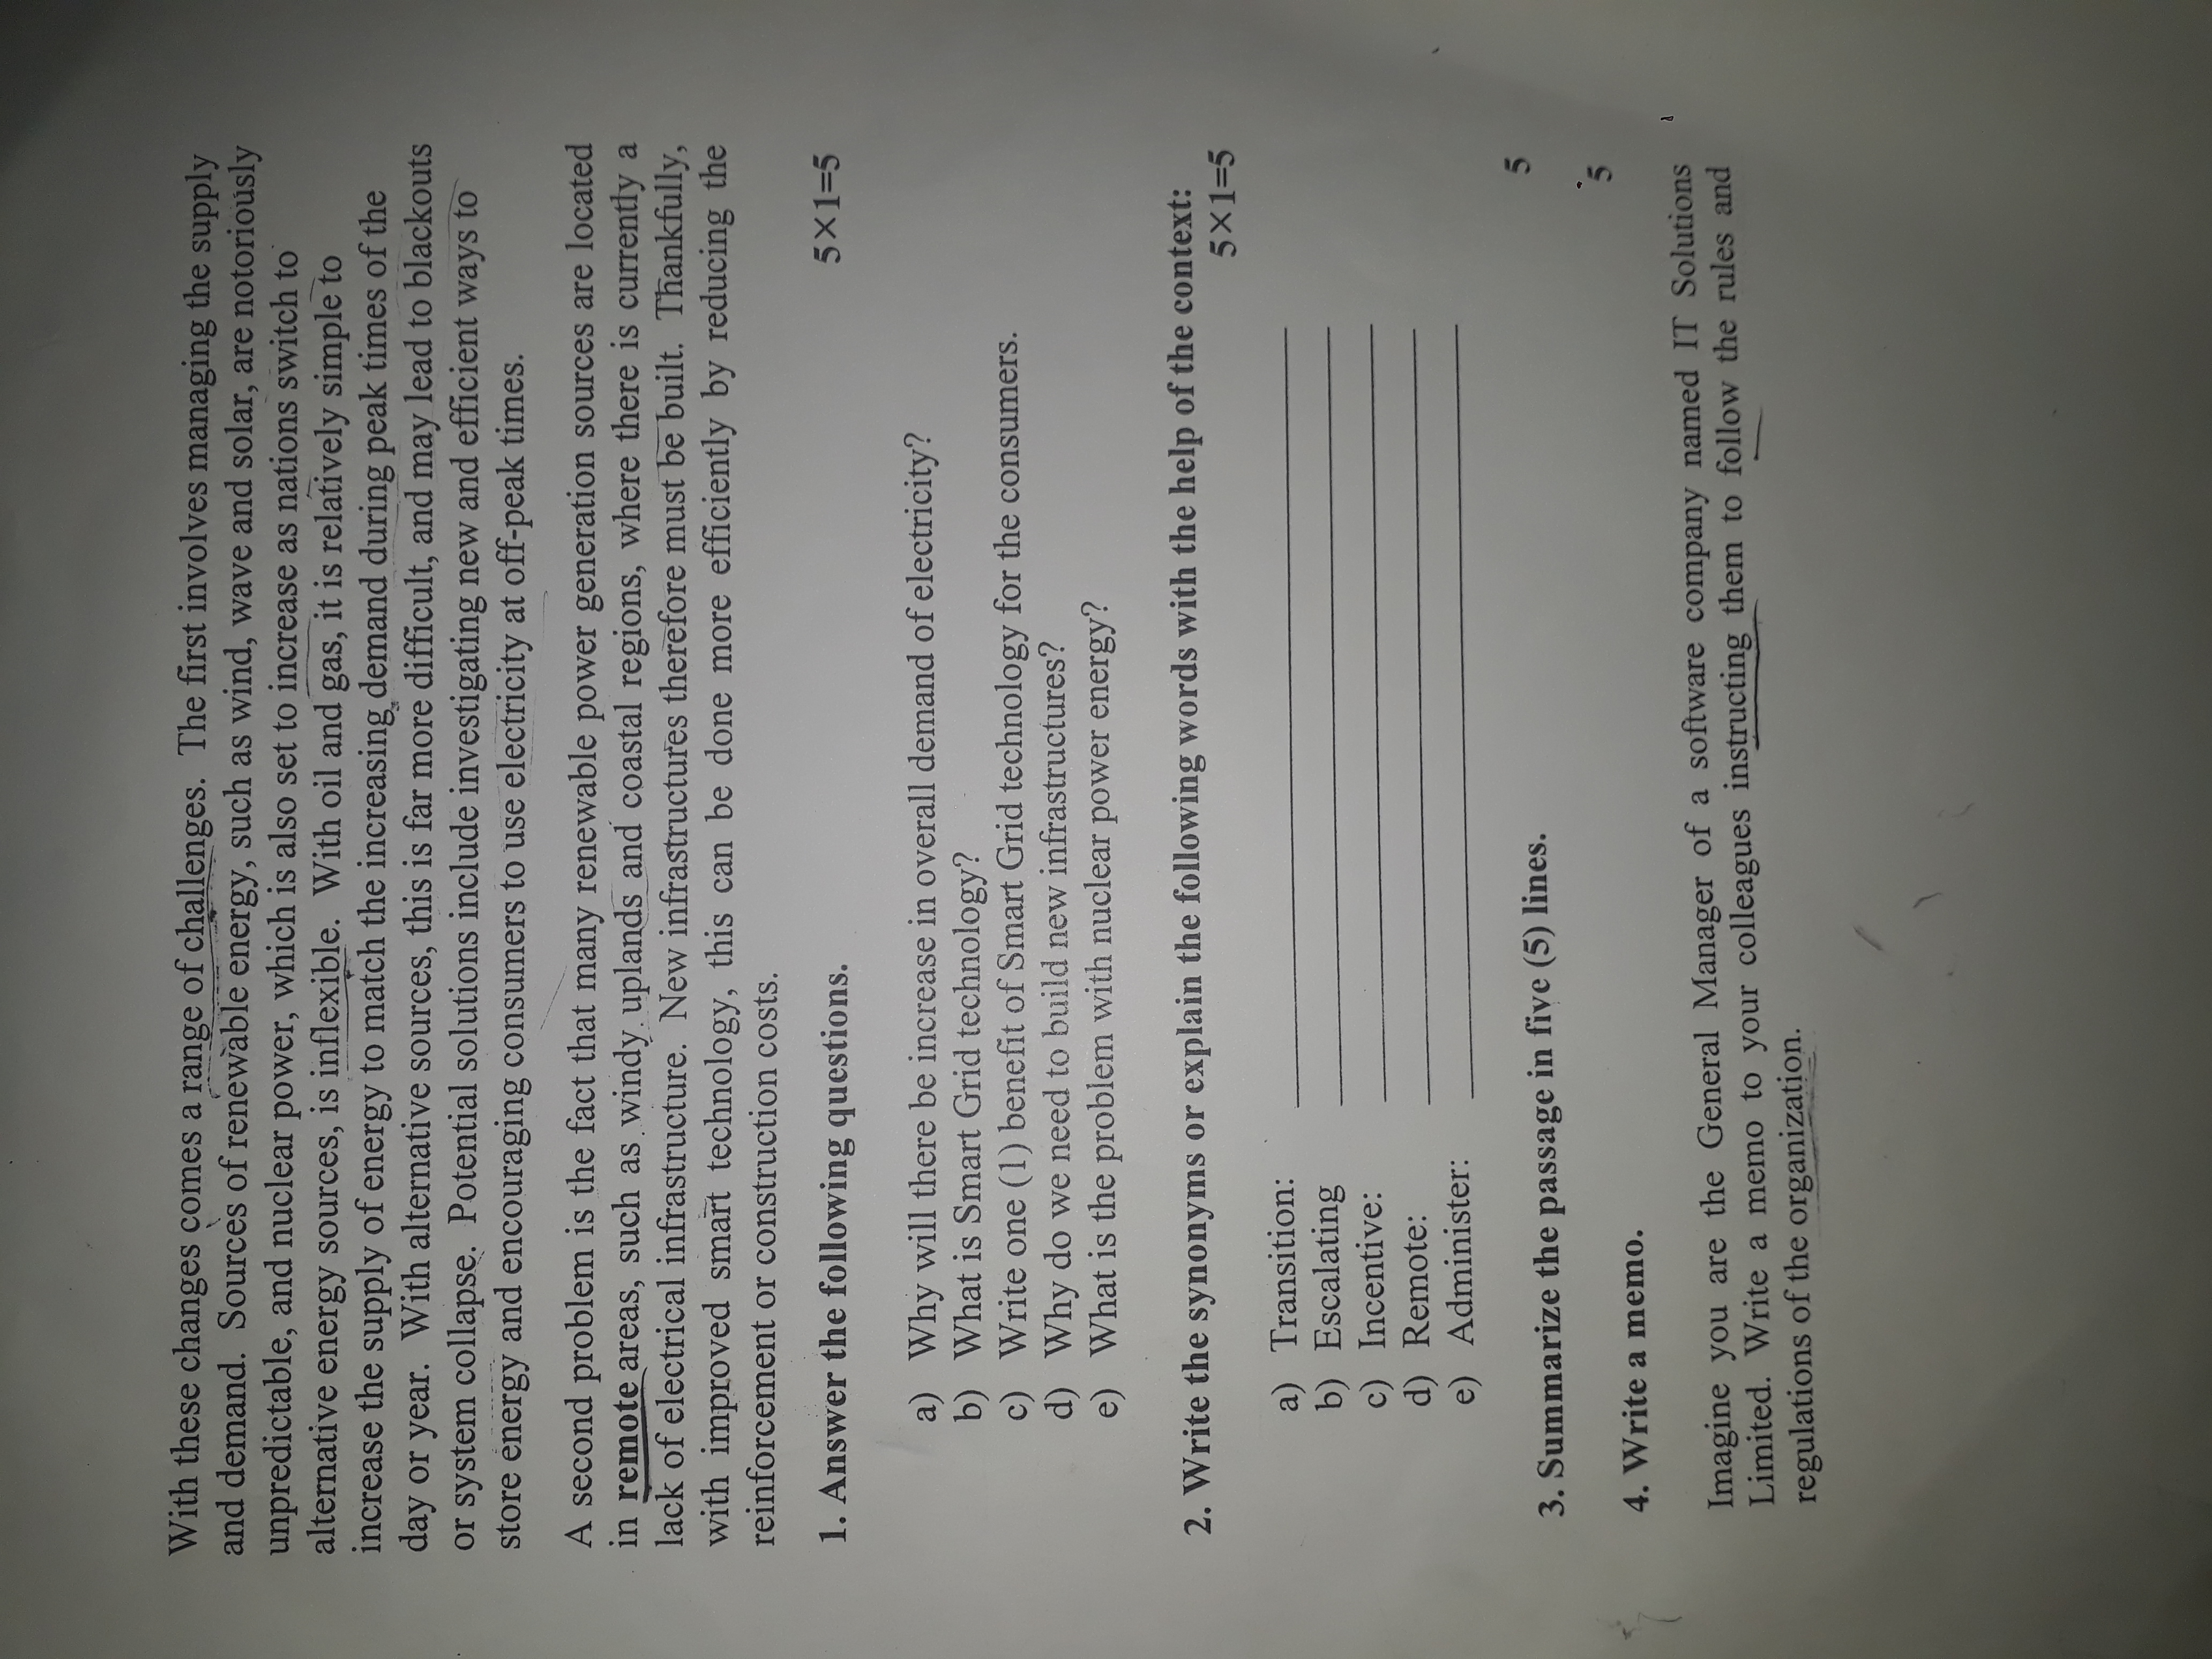 With these changes comes a range of challenges. The first involves managing the supply
and demand. Sources of renewable energy, such as wind, wave and solar, are notoriously
unpredictable, and nuclear power, which is also set to increase as nations switch to
alternative energy sources, is inflexible. With oil and gas, it is relatively simple to
increase the supply of energy to match the increasing demand during peak times of the
day or year. With alternative sources, this is far more difficult, and may lead to blackouts
or system collapse. Potential solutions include investigating new and efficient ways to
store energy and encouraging consumers to use electricity at off-peak times.
A second problem is the fact that many renewable power generation sources are located
in remote areas, such as windy uplands and coastal regions, where there is currently a
lack of electrical infrastructure. New infrastructures therefore must be built. Thankfully,
with improved smart technology, this can be done more efficiently by reducing the
reinforcement or construction costs.
1. Answer the following questions. 5×1=5
a) Why will there be increase in overall demand of electricity?
b) What is Smart Grid technology?
c) Write one (1) benefit of Smart Grid technology for the consumers.
d) Why do we need to build new infrastructures?
e) What is the problem with nuclear power energy?
2. Write the synonyms or explain the following words with the help of the context:
5×1=5
a) Transition:
b) Escalating
c) Incentive:
d) Remote:
e) Administer:
3. Summarize the passage in five (5) lines. 5
4. Write a memo. 5
Imagine you are the General Manager of a software company named IT Solutions
Limited. Write a memo to your colleagues instructing them to follow the rules and
regulations of the organization.